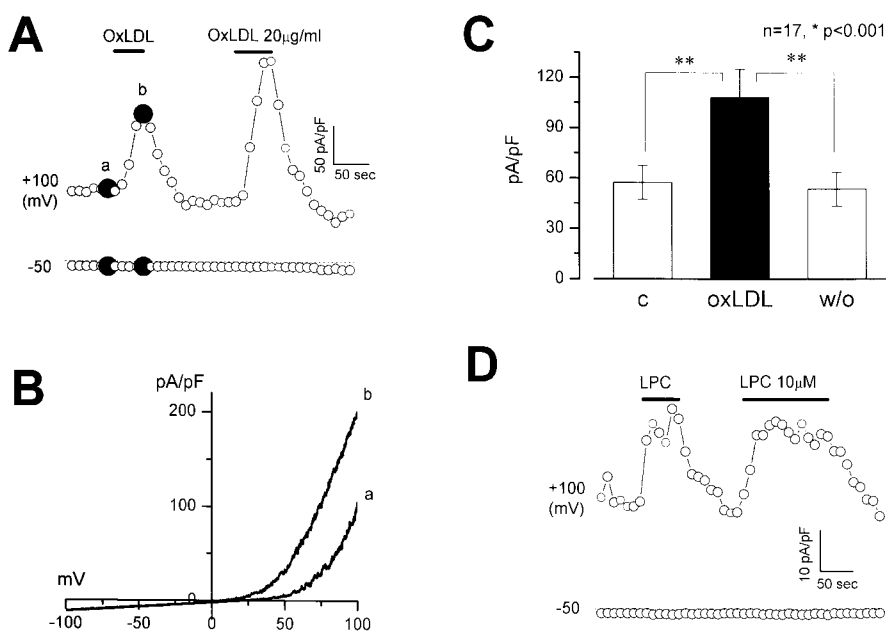 A
OxLDL
OxLDL 20μg/ml
b
a
50 pA/pF
50 sec
+100
(mV)
-50
B
pA/pF
200
100
0
mV
-100
-50
0
50
100
b
a
C
n=17, * p<0.001
**
**
pA/pF
120
90
60
30
0
c
oxLDL
w/o
D
LPC
LPC 10μM
+100
(mV)
10 pA/pF
50 sec
-50